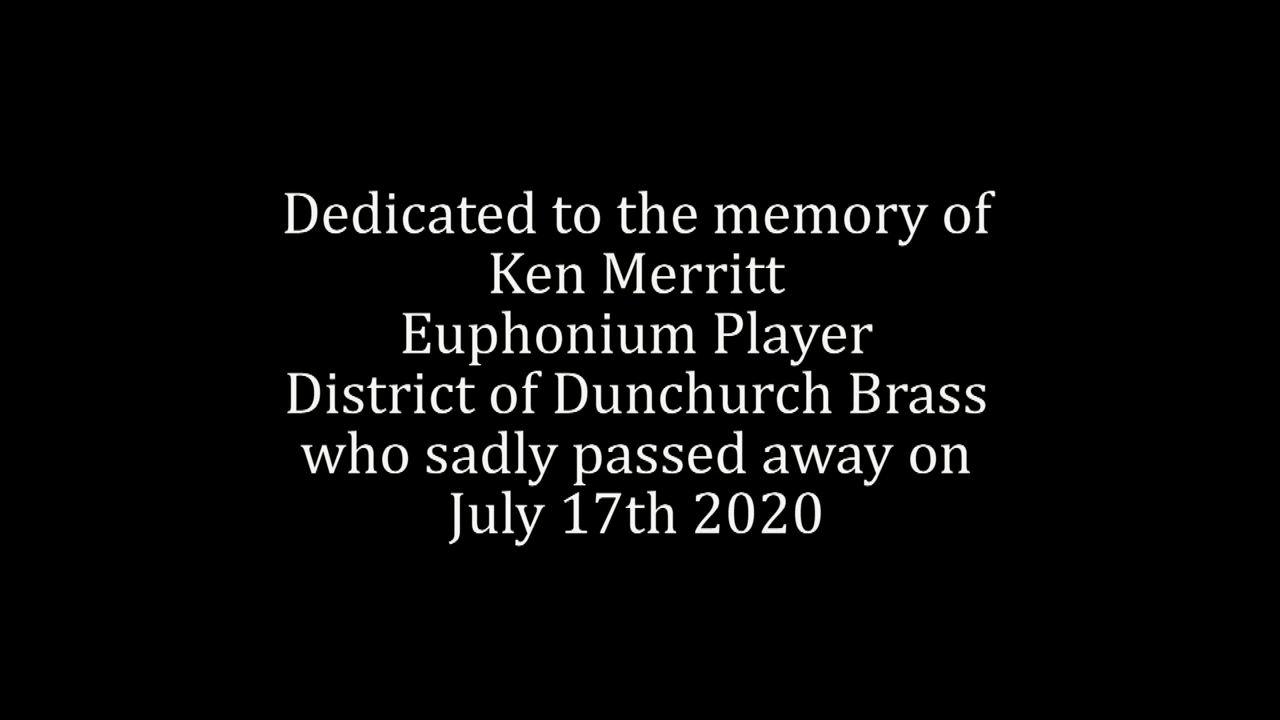 Dedicated to the memory of
Ken Merritt
Euphonium Player
District of Dunchurch Brass
who sadly passed away on
July 17th 2020